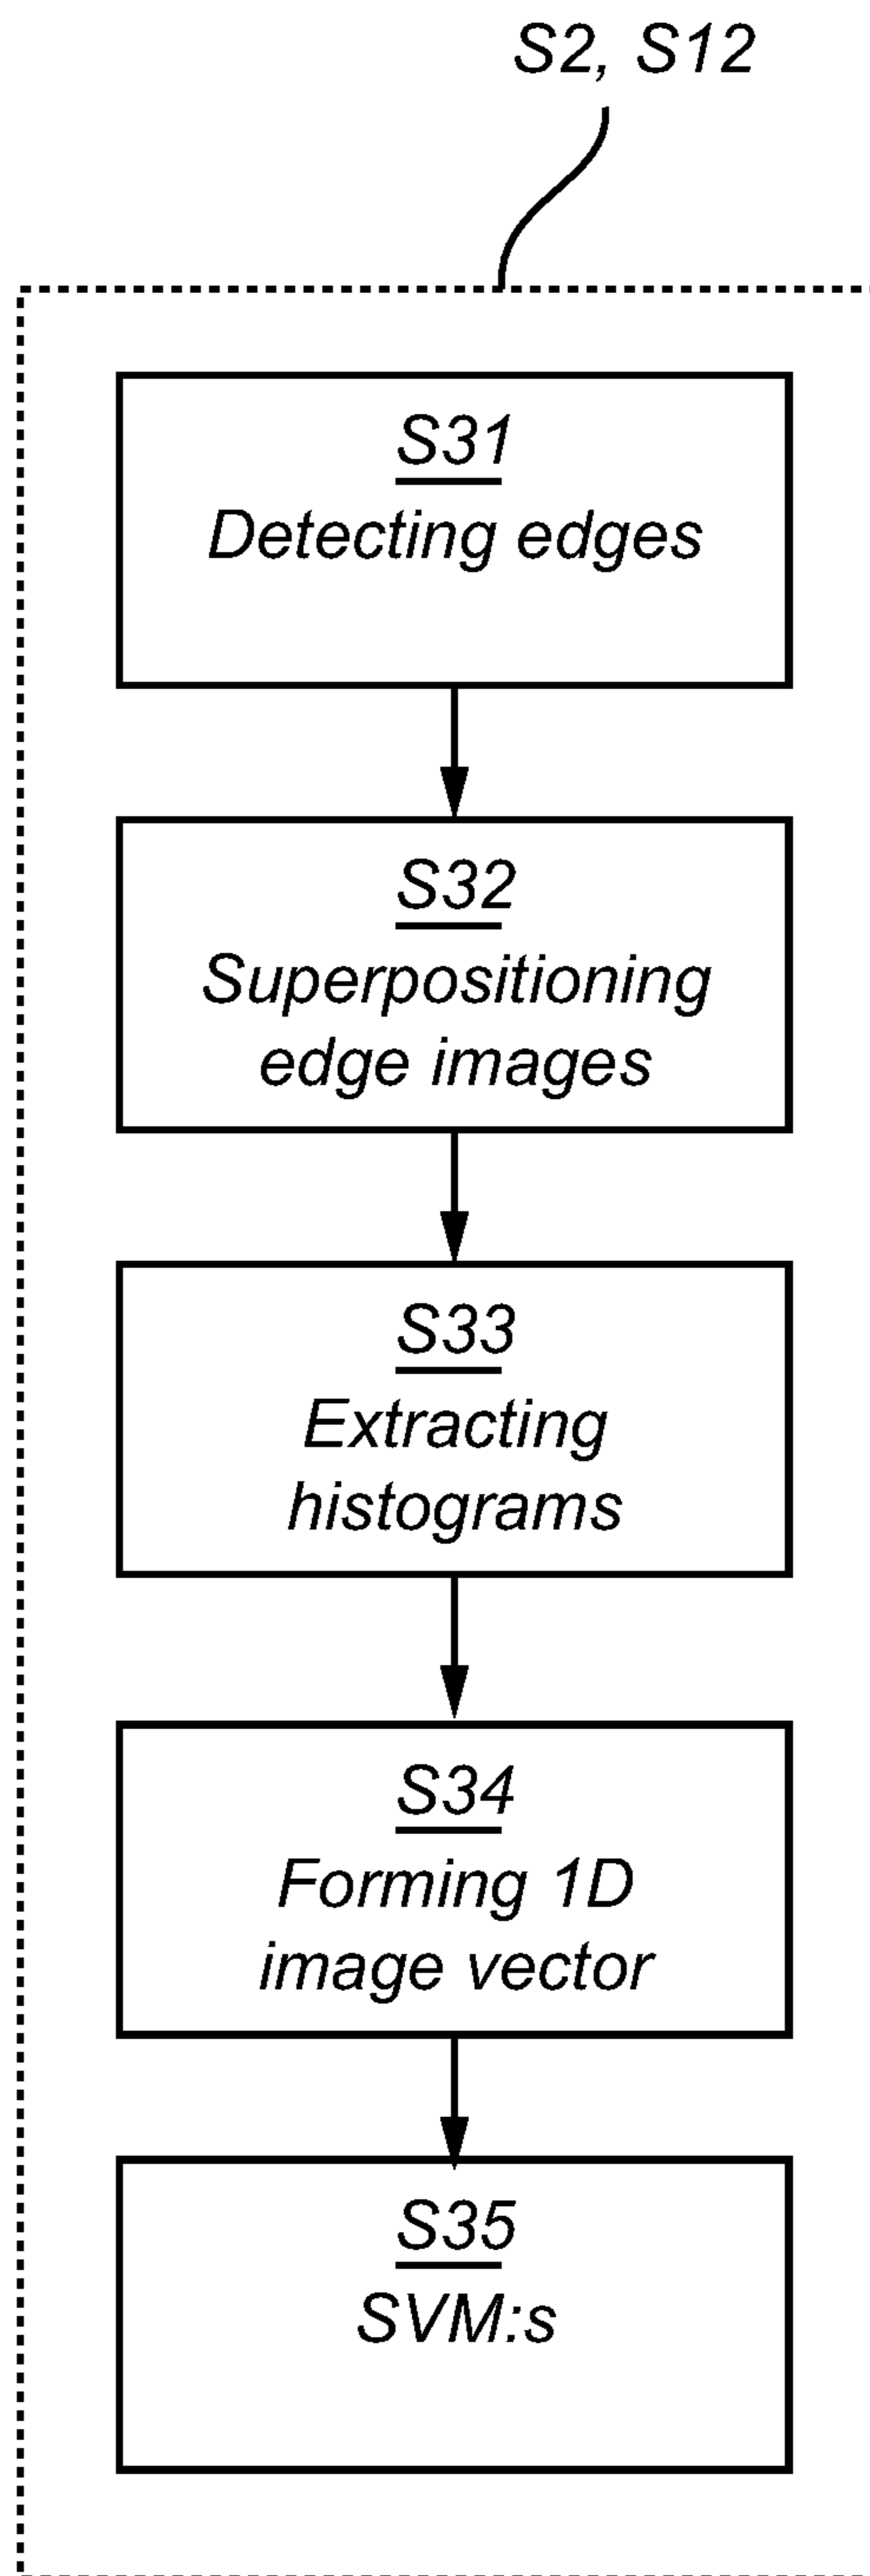 S2, S12
S31
Detecting edges
S32
Superpositioning
edge images
S33
Extracting
histograms
S34
Forming 1D
image vector
S35
SVM:s